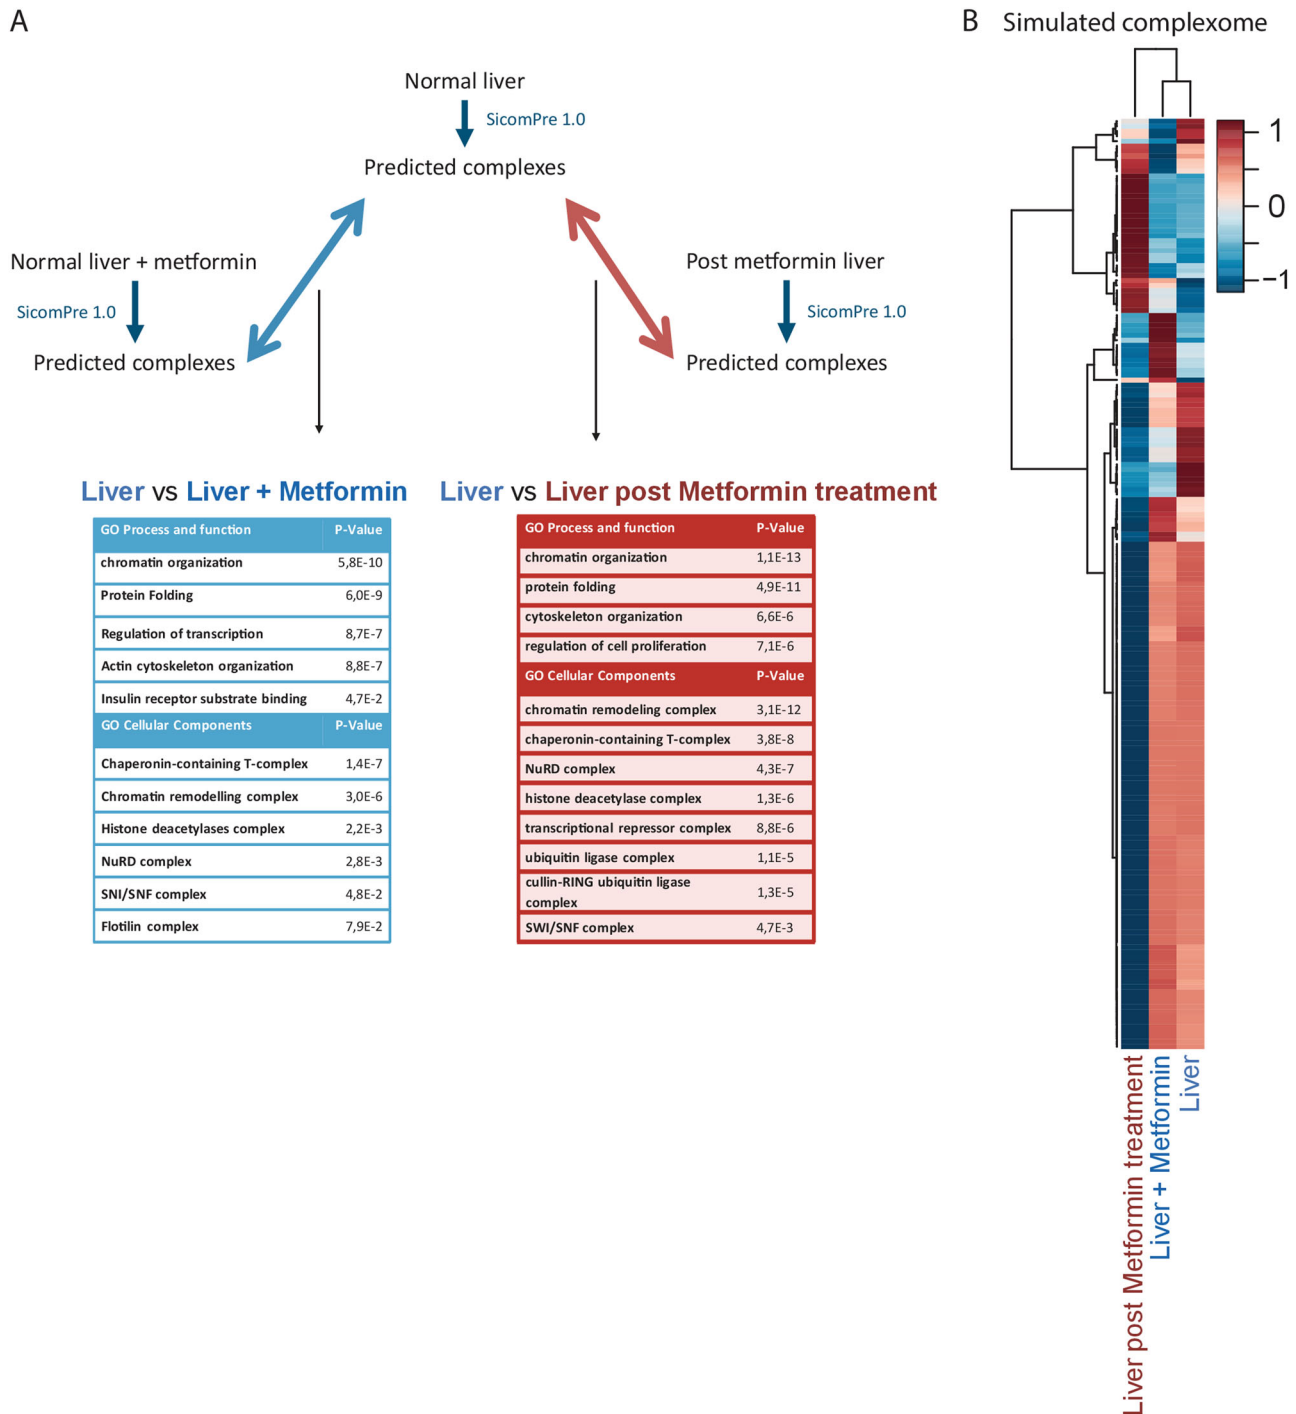 A
Normal liver
SicomPre 1.0
Predicted complexes
Normal liver + metformin
SicomPre 1.0
Predicted complexes
Post metformin liver
SicomPre 1.0
Predicted complexes
Liver vs Liver + Metformin
GO Process and function P-Value
chromatin organization 5,8E-10
Protein Folding 6,0E-9
Regulation of transcription 8,7E-7
Actin cytoskeleton organization 8,8E-7
Insulin receptor substrate binding 4,7E-2
GO Cellular Components P-Value
Chaperonin-containing T-complex 1,4E-7
Chromatin remodelling complex 3,0E-6
Histone deacetylases complex 2,2E-3
NuRD complex 2,8E-3
SNI/SNF complex 4,8E-2
Flotilin complex 7,9E-2
Liver vs Liver post Metformin treatment
GO Process and function P-Value
chromatin organization 1,1E-13
protein folding 4,9E-11
cytoskeleton organization 6,6E-6
regulation of cell proliferation 7,1E-6
GO Cellular Components P-Value
chromatin remodeling complex 3,1E-12
chaperonin-containing T-complex 3,8E-8
NuRD complex 4,3E-7
histone deacetylase complex 1,3E-6
transcriptional repressor complex 8,8E-6
ubiquitin ligase complex 1,1E-5
cullin-RING ubiquitin ligase
complex 1,3E-5
SWI/SNF complex 4,7E-3
B Simulated complexome
1
0
−1
Liver post Metformin treatment
Liver + Metformin
Liver